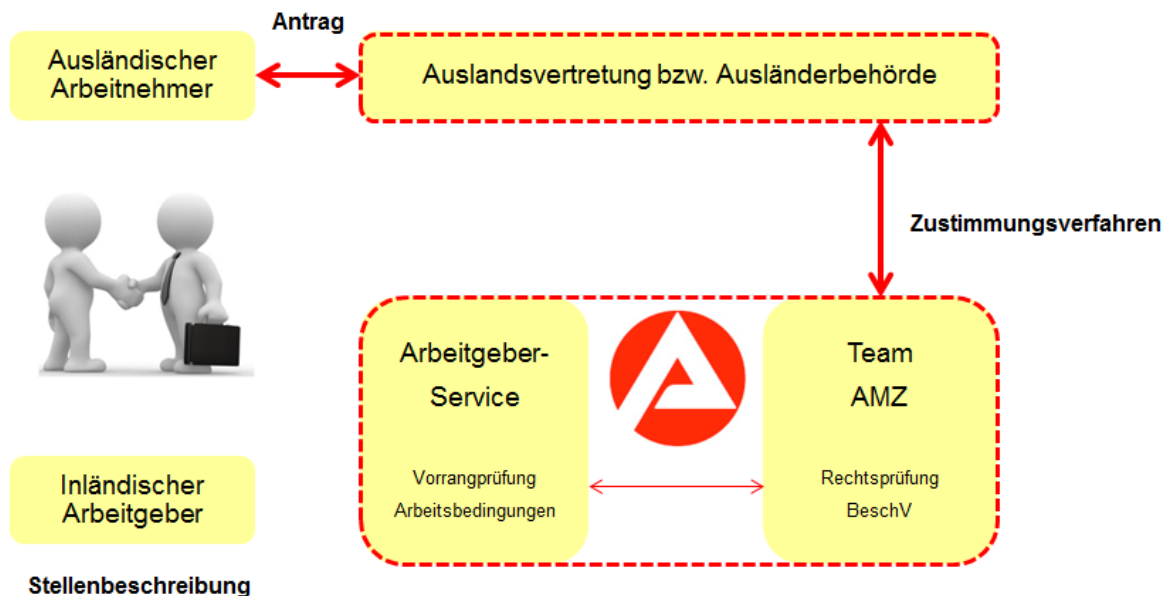 Antrag
Ausländischer
Arbeitnehmer
Auslandsvertretung bzw. Ausländerbehörde
Zustimmungsverfahren
Arbeitgeber-
Service
Vorrangprüfung
Arbeitsbedingungen
Team
AMZ
Rechtsprüfung
BeschV
Inländischer
Arbeitgeber
Stellenbeschreibung